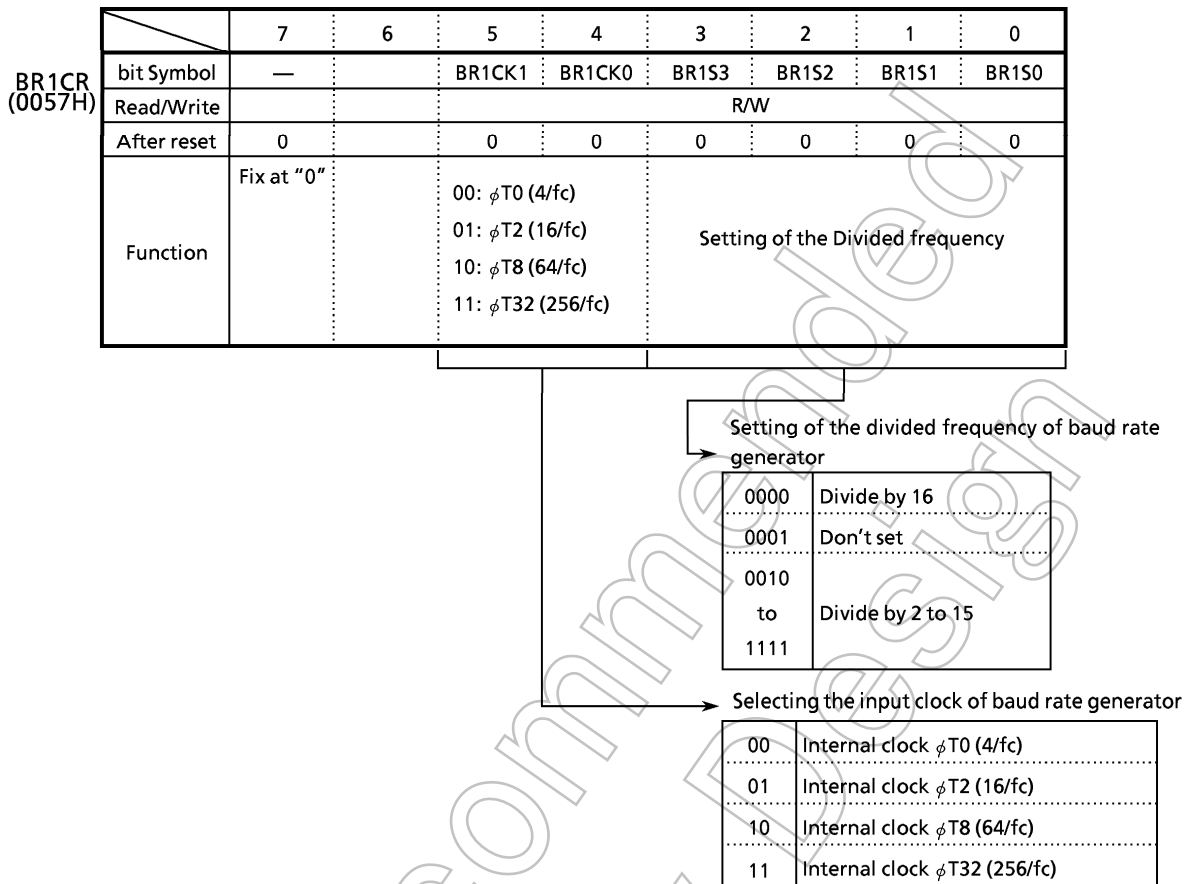 7 6 5 4 3 2 1 0
BR1CR
(0057H)
bit Symbol — BR1CK1 BR1CK0 BR1S3 BR1S2 BR1S1 BR1S0
Read/Write R/W
After reset 0 0 0 0 0 0 0
Function
Fix at “0”
00: φT0 (4/fc)
01: φT2 (16/fc)
10: φT8 (64/fc)
11: φT32 (256/fc)
Setting of the Divided frequency
Setting of the divided frequency of baud rate
generator
0000 Divide by 16
0001 Don’t set
0010
to Divide by 2 to 15
1111
Selecting the input clock of baud rate generator
00 Internal clock φT0 (4/fc)
01 Internal clock φT2 (16/fc)
10 Internal clock φT8 (64/fc)
11 Internal clock φT32 (256/fc)
ommended
Design